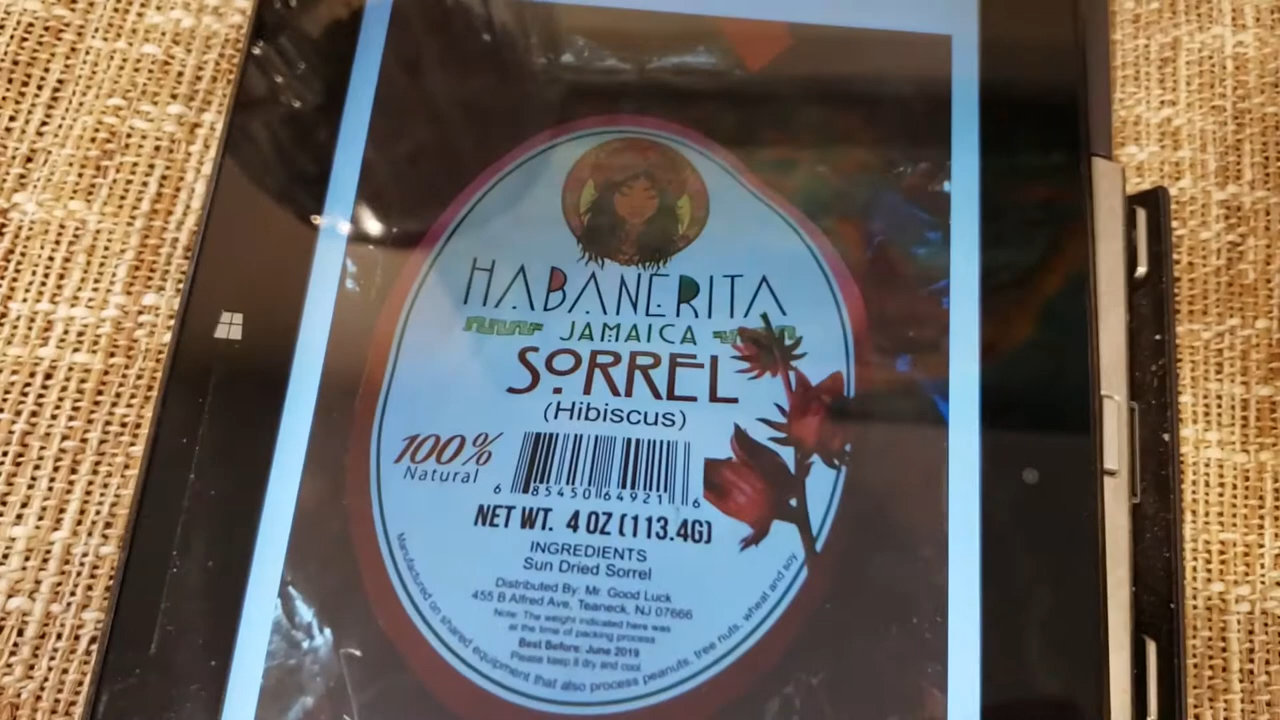 HABANERITA
JAMAICA
SORREL
(Hibiscus)
100%
Natural
6 85450 64921 6
NET WT. 4 OZ (113.4G)
INGREDIENTS
Sun Dried Sorrel
Distributed By: Mr. Good Luck
455 B Alfred Ave, Teaneck, NJ 07666
Note: The weight indicated here was
at the time of packing process
Best Before: June 2019
Please keep it dry and cool
Manufactured on shared equipment that also process peanuts, tree nuts, wheat and soy